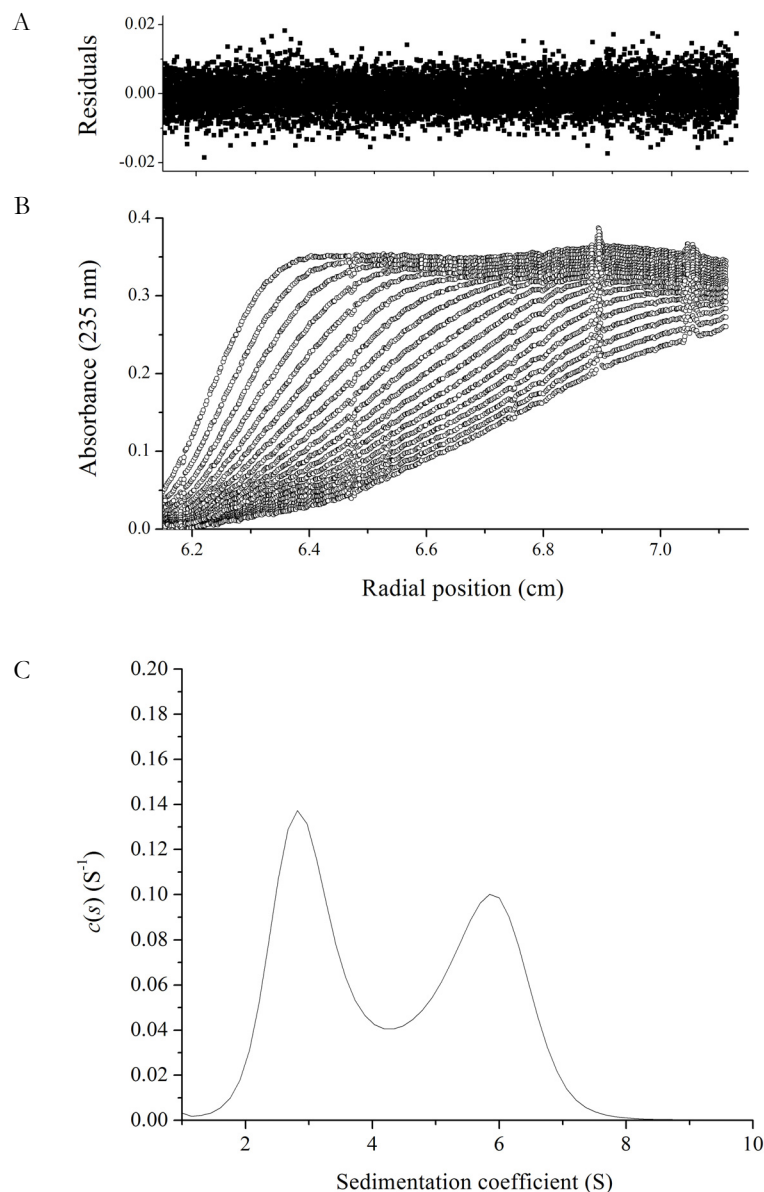 A
0.02
0.00
-0.02
Residuals
B
0.4
0.3
0.2
0.1
0.0
Absorbance (235 nm)
6.2 6.4 6.6 6.8 7.0
Radial position (cm)
C
0.20
0.18
0.16
0.14
0.12
0.10
0.08
0.06
0.04
0.02
0.00
c(s) (S⁻¹)
2 4 6 8 10
Sedimentation coefficient (S)